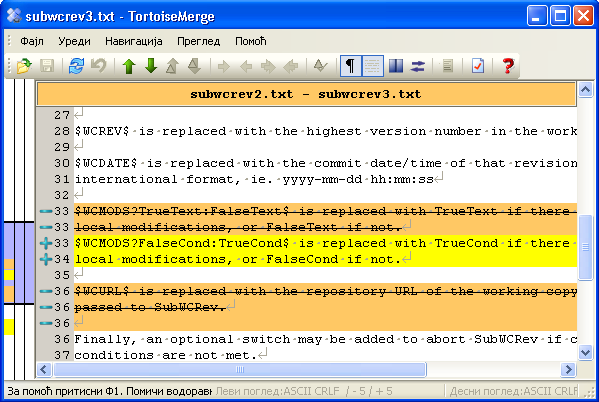 subwcrev3.txt - TortoiseMerge
Фајл Уреди Навигација Преглед Помоћ
subwcrev2.txt - subwcrev3.txt
27
28 $WCREV$ is replaced with the highest version number in the work
29
30 $WCDATE$ is replaced with the commit date/time of that revision
31 international format, ie. yyyy-mm-dd hh:mm:ss
32
33 $WCMODS?TrueText:FalseText$ is replaced with TrueText if there
33 local modifications, or FalseText if not.
33 $WCMODS?FalseCond:TrueCond$ is replaced with TrueCond if there
34 local modifications, or FalseCond if not.
35
36 $WCURL$ is replaced with the repository URL of the working copy
36 passed to SubWCRev.
36
36 Finally, an optional switch may be added to abort SubWCRev if c
37 conditions are not met.
За помоћ притисни Ф1. Помичи водорав Леви поглед:ASCII CRLF / - 5 / + 5 Десни поглед:ASCII CRLF